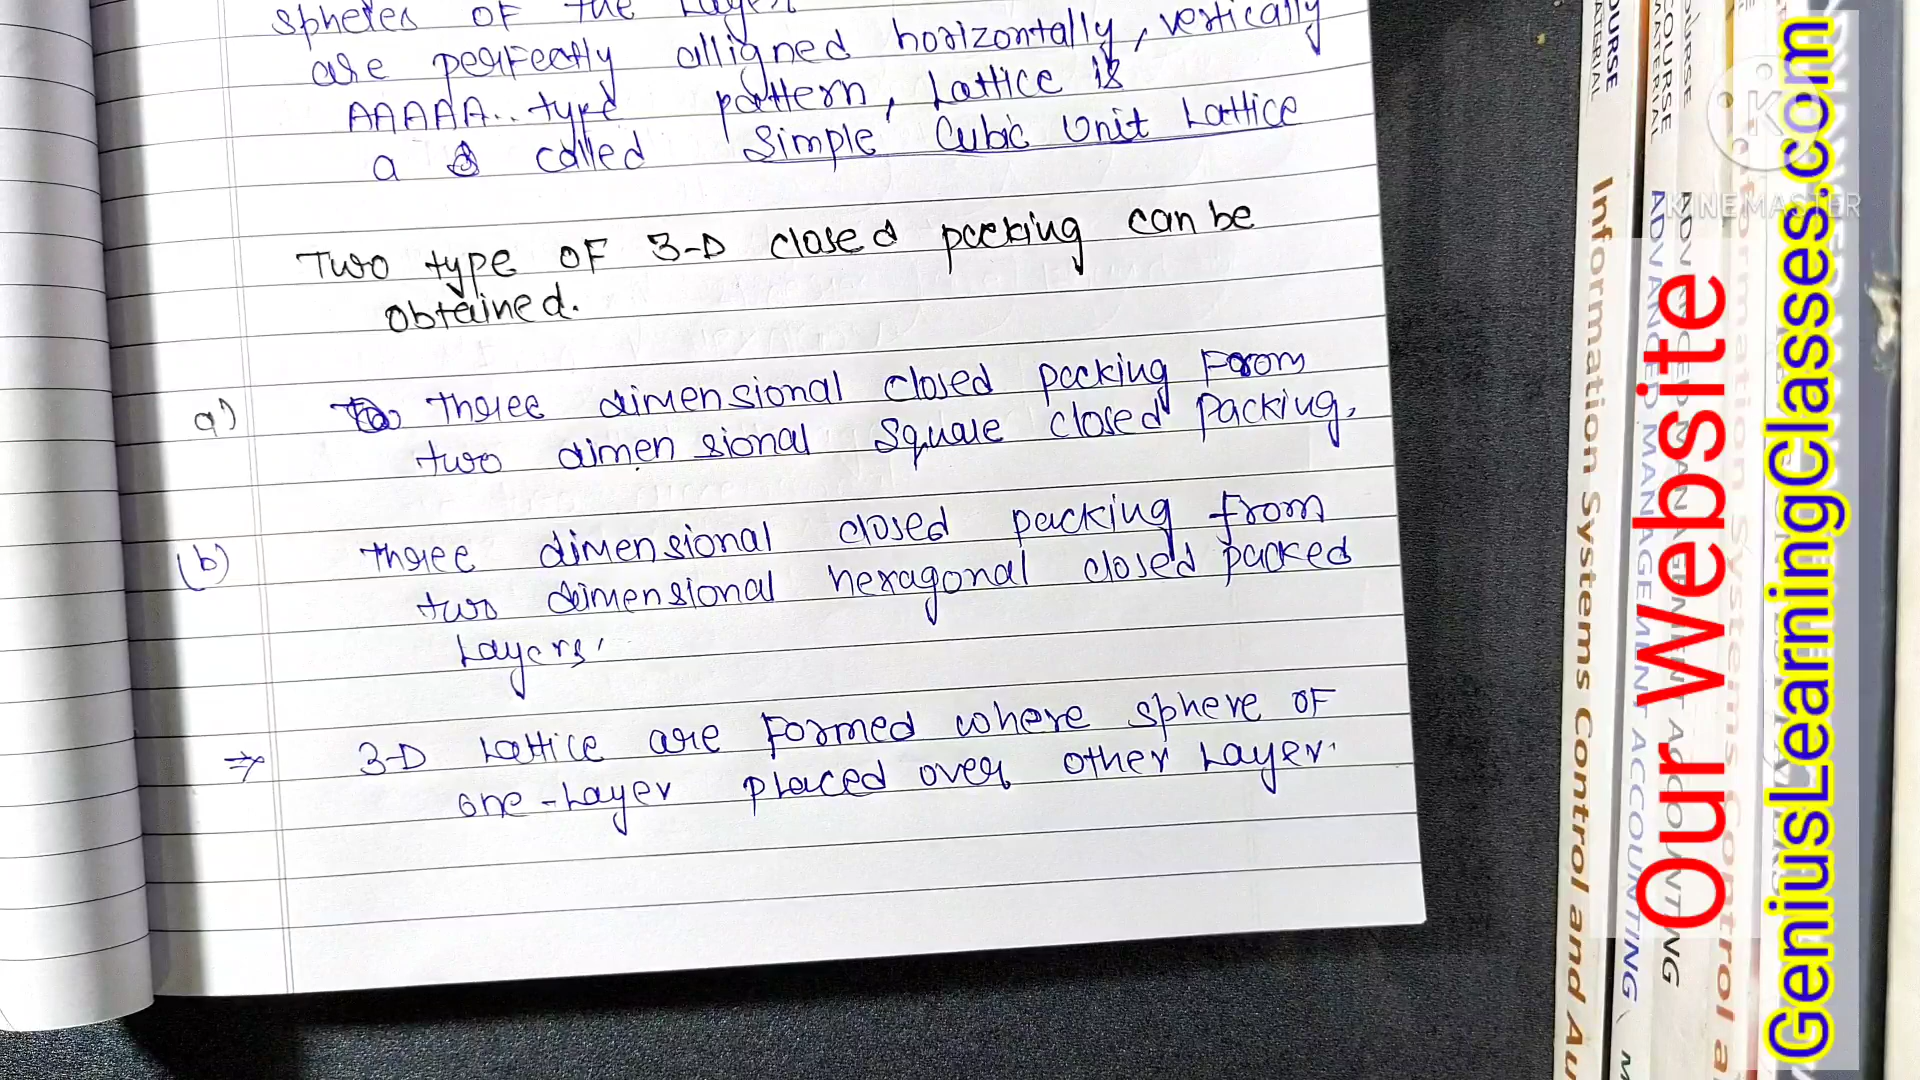 spheres OF the Layer
are perfectly alligned horizontally, vertically
AAAAA.. type pattern, Lattice is
a called Simple Cubic Unit Lattice
Two type OF 3-D closed packing can be
obtained.
a) Three dimensional closed packing From
two dimensional square closed packing.
(b) three dimensional closed packing from
two dimensional hexagonal closed packed
Layers.
⇒ 3-D Lattice are Formed where sphere OF
one-Layer placed over other Layer.
Information Systems Control and Au
COURSE
MATERIAL
ADVANCED MANAGEMENT ACCOUNTING
KINEMASTER
Our Website
GeniusLearningClasses.com